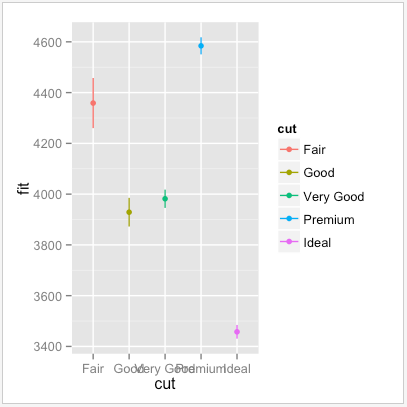 4600
4400
4200
4000
3800
3600
3400
fit
Fair Good Very Good Premium Ideal
cut
cut
Fair
Good
Very Good
Premium
Ideal